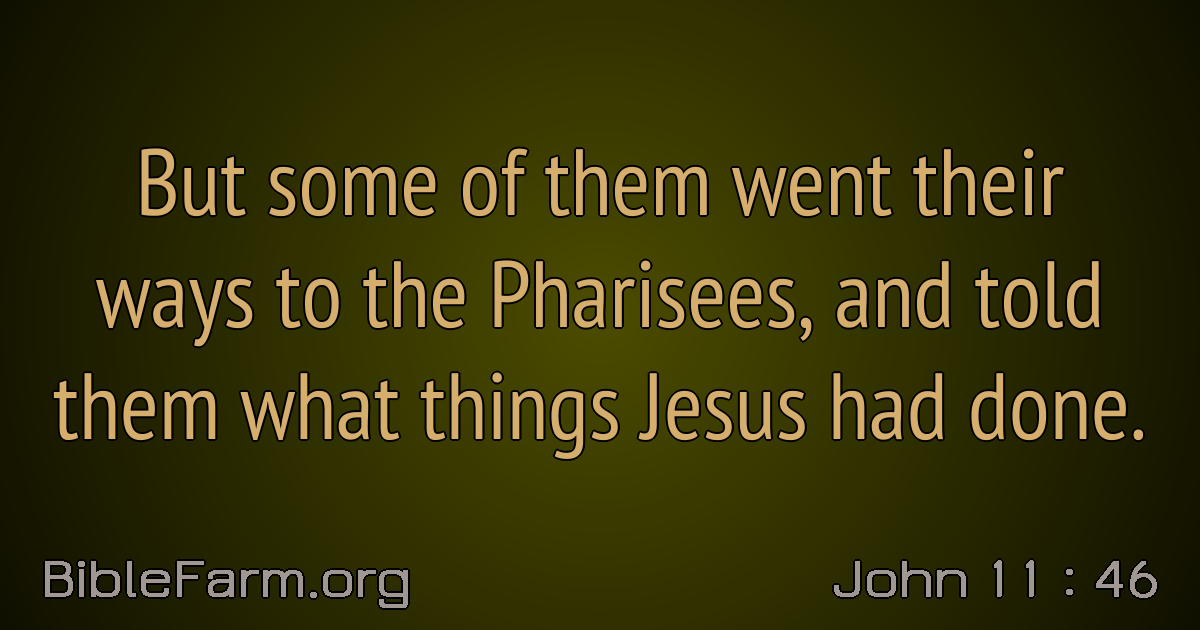 But some of them went their
ways to the Pharisees, and told
them what things Jesus had done.
BibleFarm.org
John 11 : 46